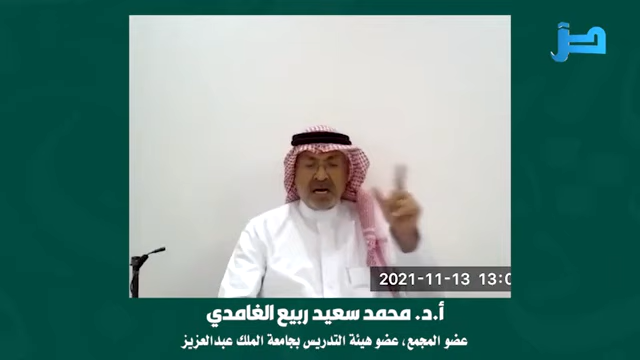 2021-11-13 13:0
أ.د. محمد سعيد ربيع الغامدي
عضو المجمع، عضو هيئة التدريس بجامعة الملك عبدالعزيز